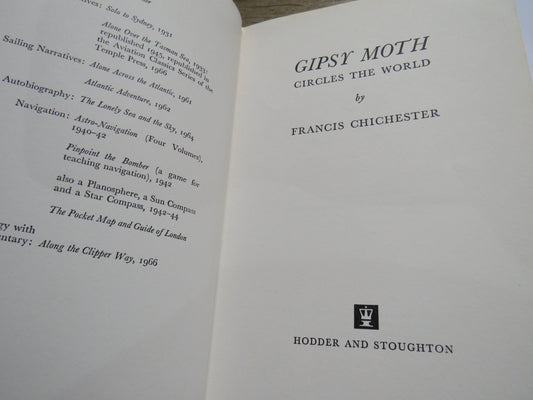 atives: Solo to Sydney, 1931
Alone Over the Tasman Sea, 1933:
republished 1945, republished in
the Aviation Classics Series of the
Temple Press, 1966
Sailing Narratives: Alone Across the Atlantic, 1961
Atlantic Adventure, 1962
Autobiography: The Lonely Sea and the Sky, 1964
Navigation: Astro-Navigation (Four Volumes),
1940–42
Pinpoint the Bomber (a game for
teaching navigation), 1942
also a Planosphere, a Sun Compass
and a Star Compass, 1942–44
The Pocket Map and Guide of London
gy with
entary: Along the Clipper Way, 1966
GIPSY MOTH
CIRCLES THE WORLD
by
FRANCIS CHICHESTER
HODDER AND STOUGHTON